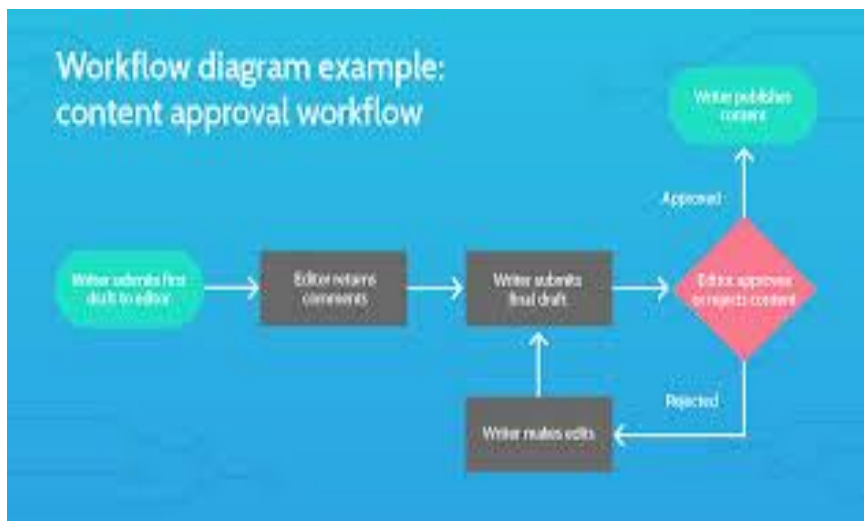 Workflow diagram example:
content approval workflow
Writer publishes
content
Approved
Writer submits first
draft to editor
Editor returns
comments
Writer submits
final draft
Editor approves
or rejects content
Rejected
Writer makes edits